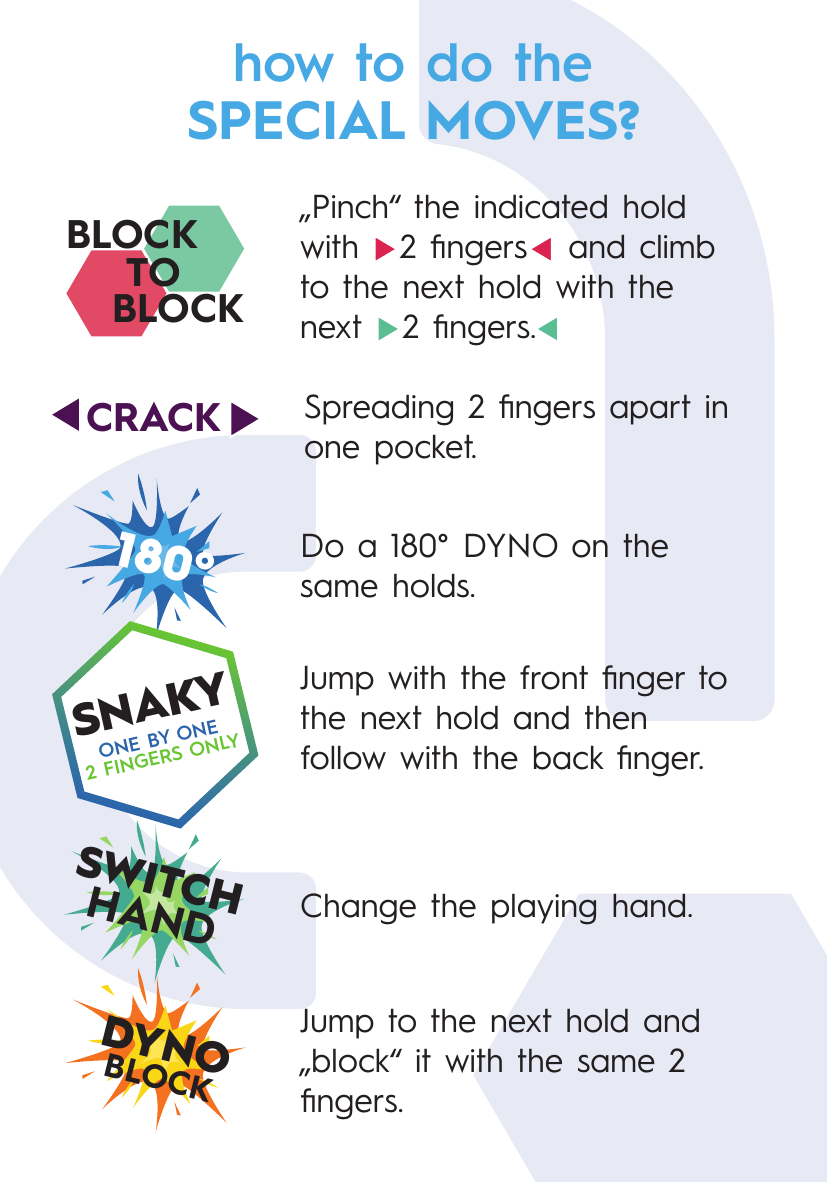 how to do the
SPECIAL MOVES?
BLOCK
TO
BLOCK
„Pinch“ the indicated hold
with ▶2 fingers◀ and climb
to the next hold with the
next ▶2 fingers.◀
◀CRACK▶
Spreading 2 fingers apart in
one pocket.
180°
Do a 180° DYNO on the
same holds.
SNAKY
ONE BY ONE
2 FINGERS ONLY
Jump with the front finger to
the next hold and then
follow with the back finger.
SWITCH
HAND
Change the playing hand.
DYNO
BLOCK
Jump to the next hold and
„block“ it with the same 2
fingers.